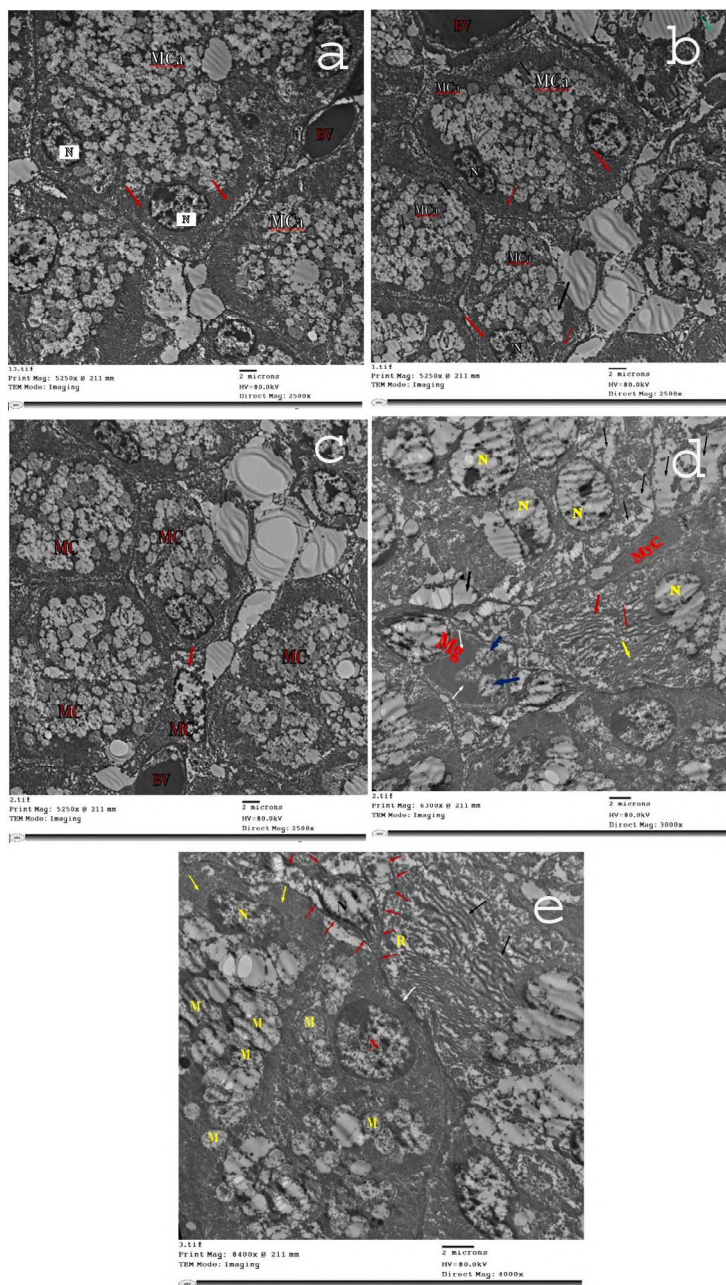 a
MCa
BV
N
N
MCa
13.tif
Print Mag: 5250x @ 211 mm
TEM Mode: Imaging
2 microns
HV=80.0kV
Direct Mag: 2500x
b
BV
MCa
MCa
N
MCa
MCa
N
1.tif
Print Mag: 5250x @ 211 mm
TEM Mode: Imaging
2 microns
HV=80.0kV
Direct Mag: 2500x
c
MC
MC
MC
MC
MC
BV
2.tif
Print Mag: 5250x @ 211 mm
TEM Mode: Imaging
2 microns
HV=80.0kV
Direct Mag: 2500x
d
N
N
N
MyC
N
Mg
2.tif
Print Mag: 6300x @ 211 mm
TEM Mode: Imaging
2 microns
HV=80.0kV
Direct Mag: 3000x
e
N
N
R
M
M
M
M
N
M
M
3.tif
Print Mag: 8400x @ 211 mm
TEM Mode: Imaging
2 microns
HV=80.0kV
Direct Mag: 4000x